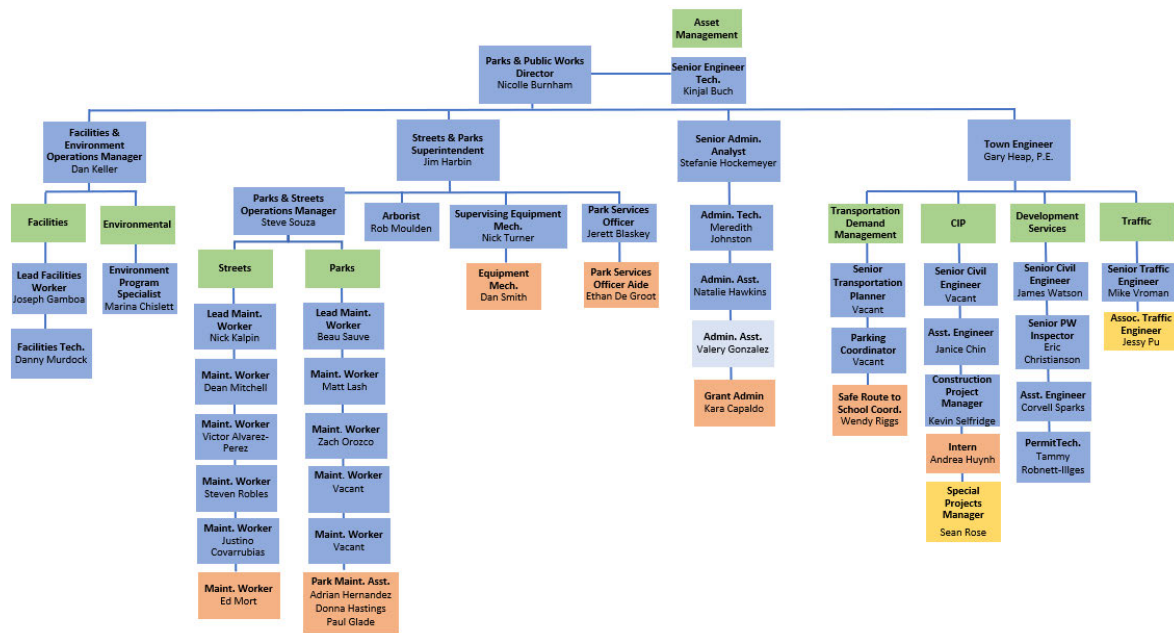 Asset
Management
Parks & Public Works
Director
Nicolle Burnham
Senior Engineer
Tech.
Kinjal Buch
Facilities &
Environment
Operations Manager
Dan Keller
Streets & Parks
Superintendent
Jim Harbin
Senior Admin.
Analyst
Stefanie Hockemeyer
Town Engineer
Gary Heap, P.E.
Facilities
Environmental
Parks & Streets
Operations Manager
Steve Souza
Arborist
Rob Moulden
Supervising Equipment
Mech.
Nick Turner
Park Services
Officer
Jerett Blaskey
Admin. Tech.
Meredith
Johnston
Transportation
Demand
Management
CIP
Development
Services
Traffic
Lead Facilities
Worker
Joseph Gamboa
Environment
Program
Specialist
Marina Chislett
Streets
Parks
Equipment
Mech.
Dan Smith
Park Services
Officer Aide
Ethan De Groot
Admin. Asst.
Natalie Hawkins
Senior
Transportation
Planner
Vacant
Senior Civil
Engineer
Vacant
Senior Civil
Engineer
James Watson
Senior Traffic
Engineer
Mike Vroman
Facilities Tech.
Danny Murdock
Lead Maint.
Worker
Nick Kalpin
Lead Maint.
Worker
Beau Sauve
Admin. Asst.
Valery Gonzalez
Parking
Coordinator
Vacant
Asst. Engineer
Janice Chin
Senior PW
Inspector
Eric
Christianson
Assoc. Traffic
Engineer
Jessy Pu
Maint. Worker
Dean Mitchell
Maint. Worker
Matt Lash
Grant Admin
Kara Capaldo
Safe Route to
School Coord.
Wendy Riggs
Construction
Project
Manager
Kevin Selfridge
Asst. Engineer
Corvell Sparks
Maint. Worker
Victor Alvarez-
Perez
Maint. Worker
Zach Orozco
Intern
Andrea Huynh
PermitTech.
Tammy
Robnett-Illges
Maint. Worker
Steven Robles
Maint. Worker
Vacant
Special
Projects
Manager
Sean Rose
Maint. Worker
Justino
Covarrubias
Maint. Worker
Vacant
Maint. Worker
Ed Mort
Park Maint. Asst.
Adrian Hernandez
Donna Hastings
Paul Glade